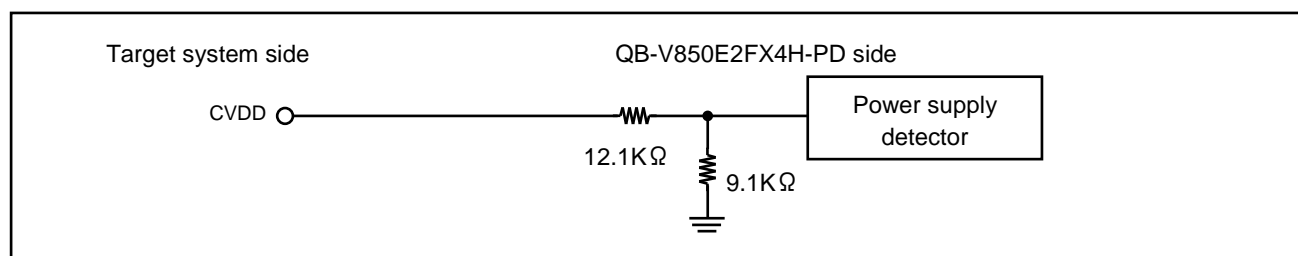 Target system side
QB-V850E2FX4H-PD side
CVDD
Power supply
detector
12.1KΩ
9.1KΩ